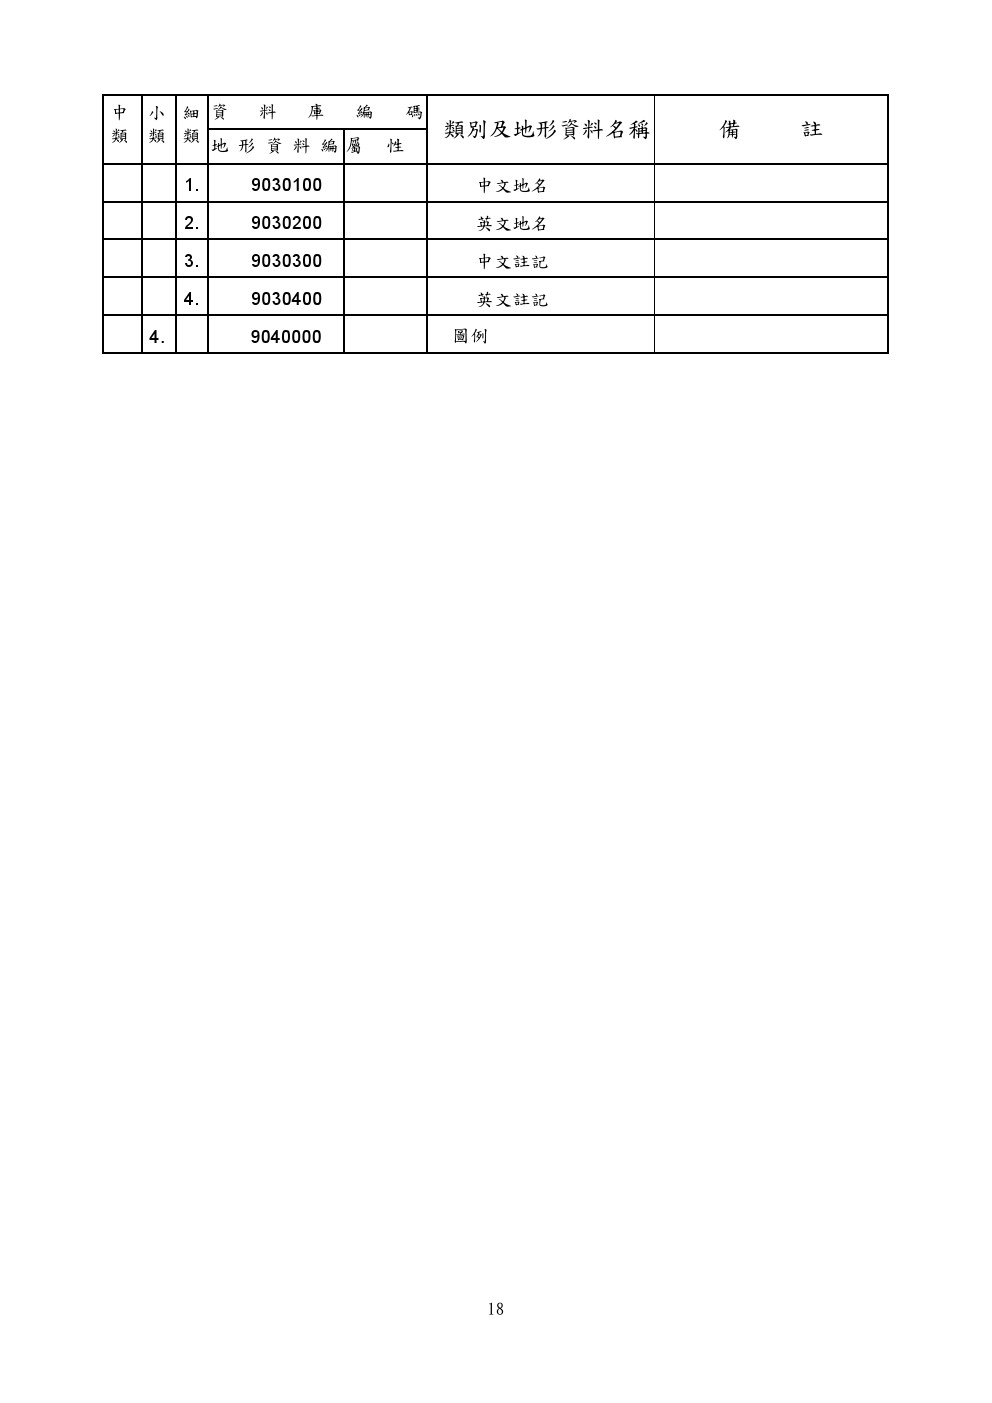 中類 小類 細類 資料庫編碼 類別及地形資料名稱 備註
地形資料編 屬性
1. 9030100 中文地名
2. 9030200 英文地名
3. 9030300 中文註記
4. 9030400 英文註記
4. 9040000 圖例
18